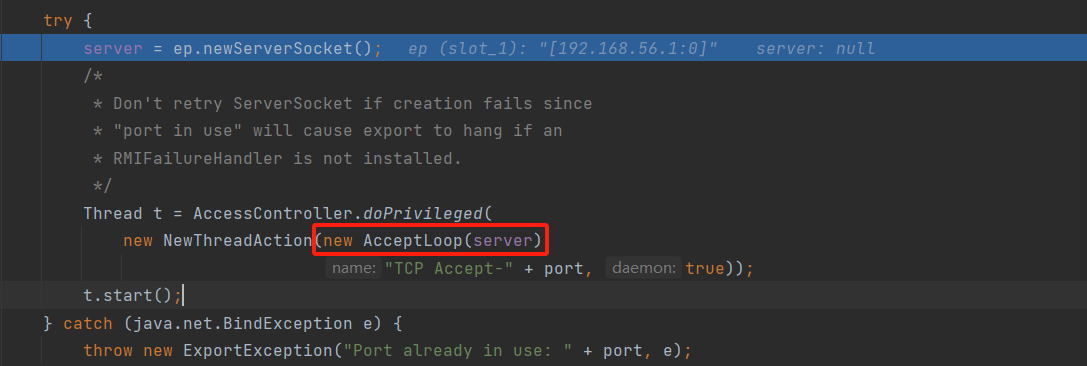 try {
server = ep.newServerSocket(); ep (slot_1): "[192.168.56.1:0]" server: null
/*
* Don't retry ServerSocket if creation fails since
* "port in use" will cause export to hang if an
* RMIFailureHandler is not installed.
*/
Thread t = AccessController.doPrivileged(
new NewThreadAction(new AcceptLoop(server)
name: "TCP Accept-" + port, daemon: true));
t.start();
} catch (java.net.BindException e) {
throw new ExportException("Port already in use: " + port, e);